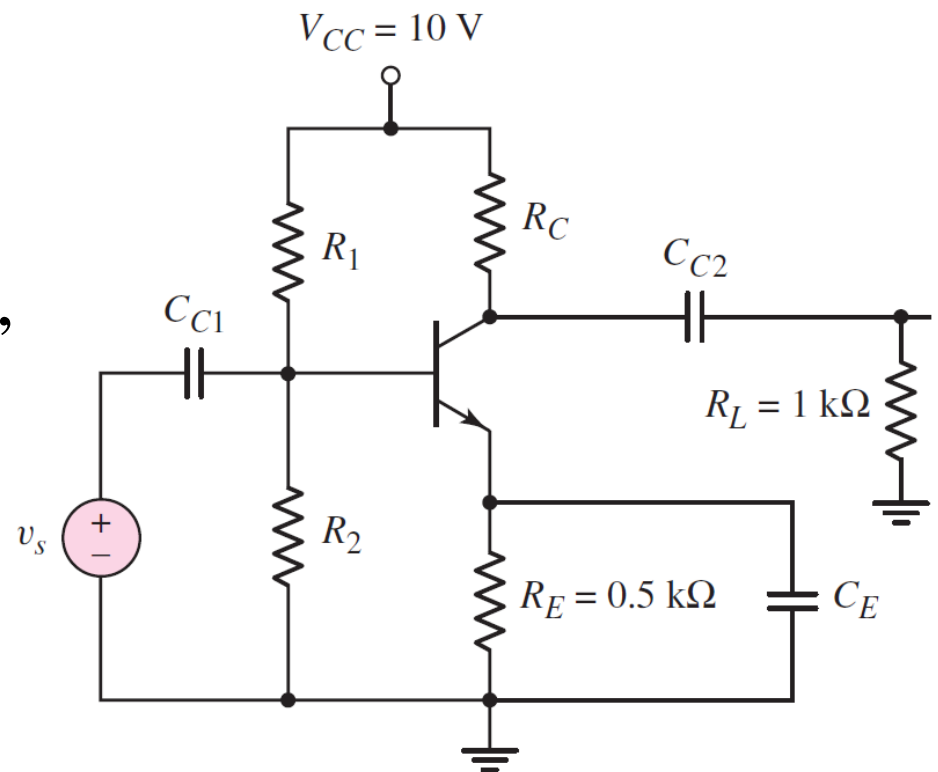 V_CC = 10 V
R_1
R_C
C_C2
,
C_C1
R_L = 1 kΩ
v_s
+
−
R_2
R_E = 0.5 kΩ
C_E